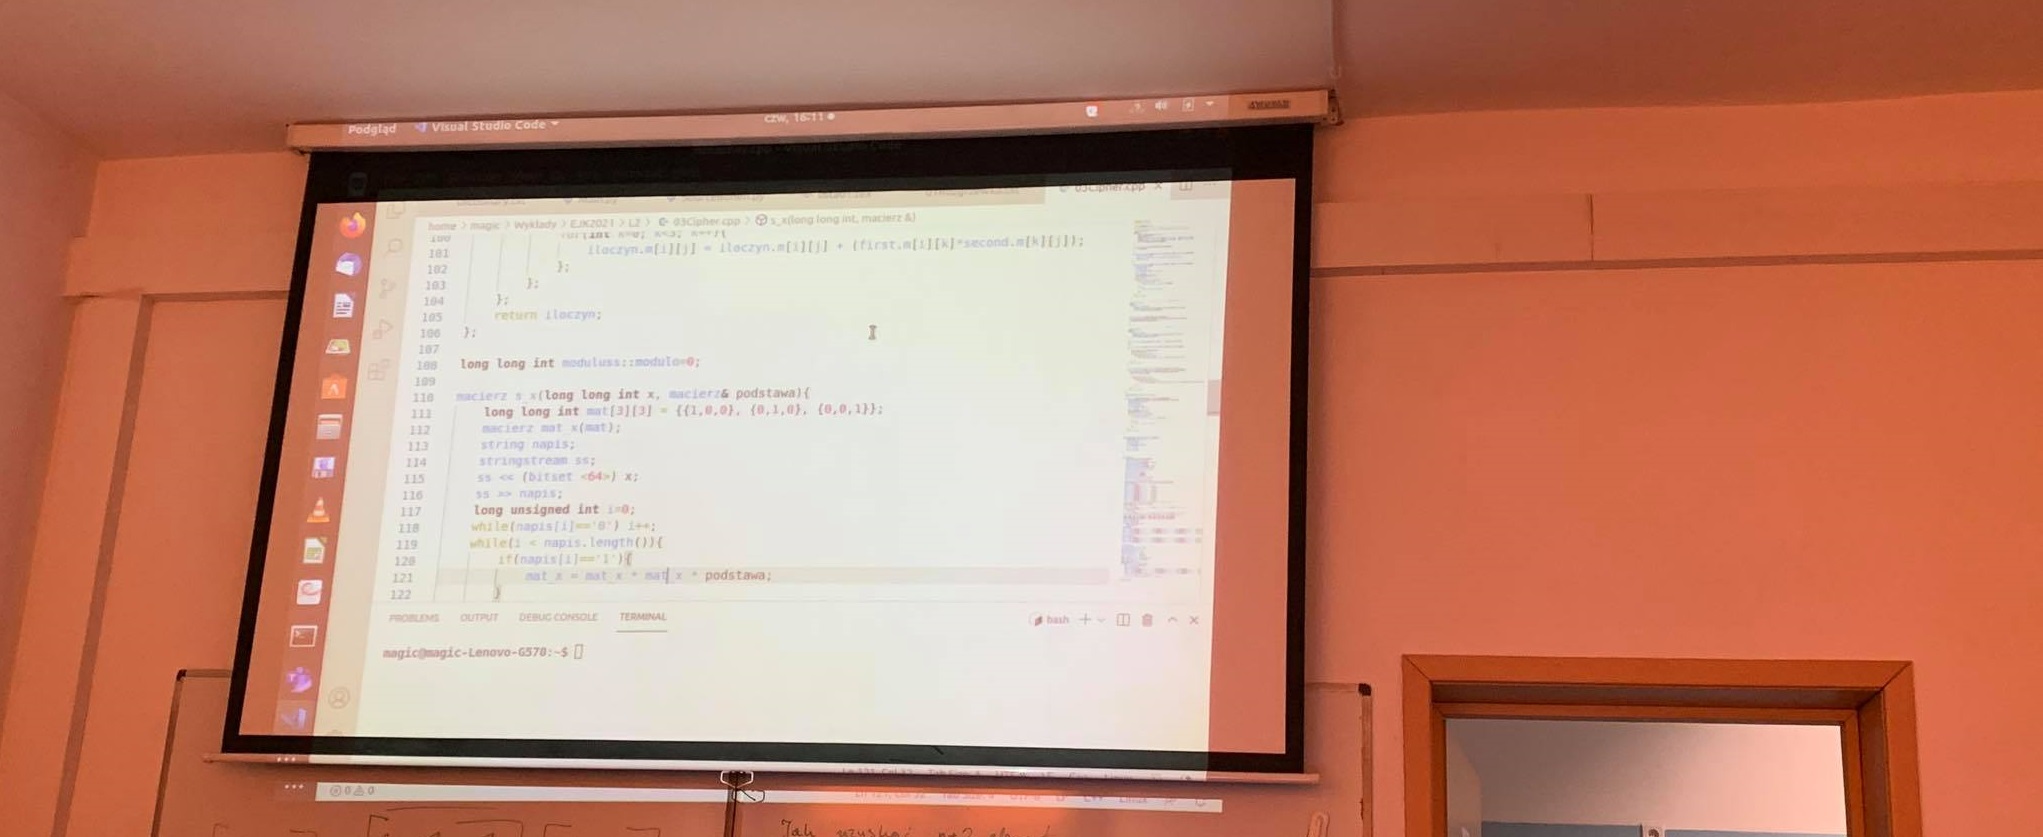 Podgląd Visual Studio Code czw, 16:11
03Cipher.cpp
home > magic > Wykłady > EJK2021 > L2 > 03Cipher.cpp > s_x(long long int, macierz &)
100 for(int k=0; k<3; k++){
101 iloczyn.m[i][j] = iloczyn.m[i][j] + (first.m[i][k]*second.m[k][j]);
102 };
103 };
104 };
105 return iloczyn;
106 };
107
108 long long int moduluss::modulo=0;
109
110 macierz s_x(long long int x, macierz& podstawa){
111 long long int mat[3][3] = {{1,0,0}, {0,1,0}, {0,0,1}};
112 macierz mat_x(mat);
113 string napis;
114 stringstream ss;
115 ss << (bitset <64>) x;
116 ss >> napis;
117 long unsigned int i=0;
118 while(napis[i]=='0') i++;
119 while(i < napis.length()){
120 if(napis[i]=='1'){
121 mat_x = mat_x * mat_x * podstawa;
122 }
PROBLEMS OUTPUT DEBUG CONSOLE TERMINAL bash
magic@magic-Lenovo-G570:~$
0 0
Jak uzyskać